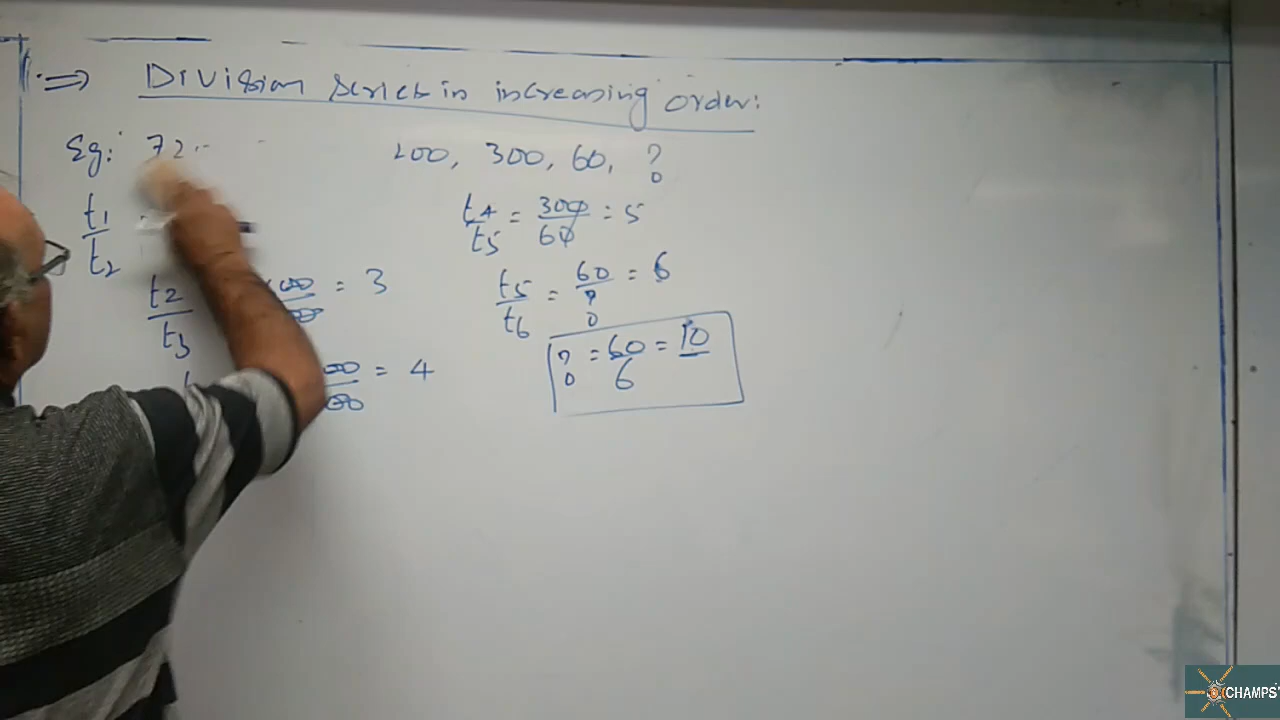 ⇒ Division series in increasing order:
Eg: 72 200, 300, 60, ?
t1/t2
t4/t5 = 300/60 = 5
t2/t3 = 3
t5/t6 = 60/? = 6
= 4
? = 60/6 = 10
CHAMPS